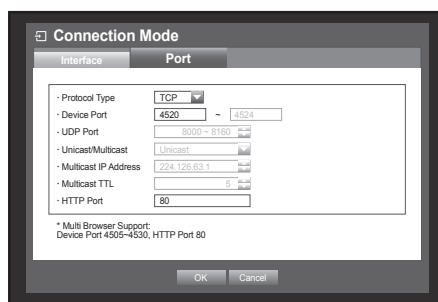 Connection Mode
Interface Port
· Protocol Type TCP
· Device Port 4520 ~ 4524
· UDP Port 8000 ~ 8160
· Unicast/Multicast Unicast
· Multicast IP Address 224.126.63.1
· Multicast TTL 5
· HTTP Port 80
* Multi Browser Support:
Device Port 4505~4530, HTTP Port 80
OK Cancel